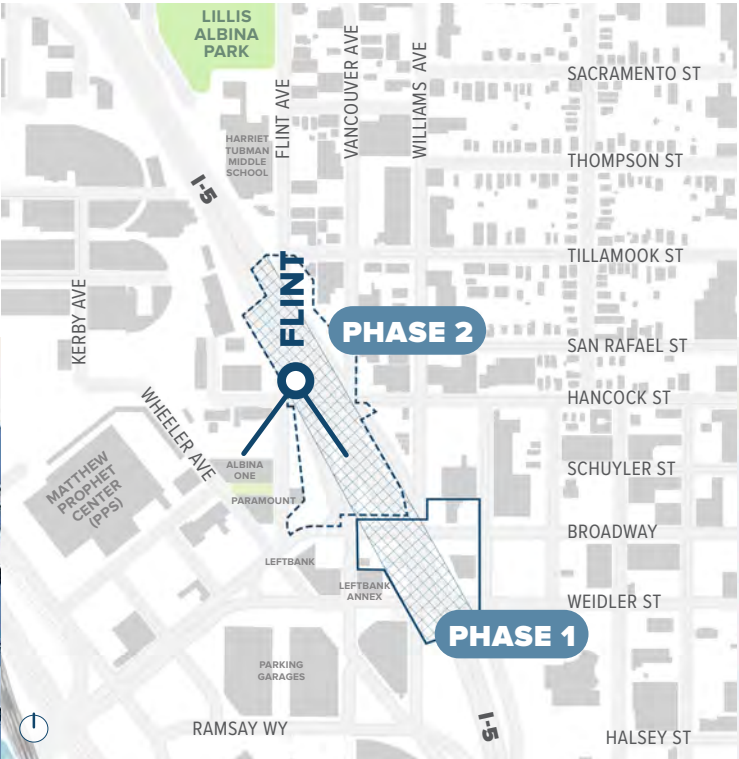 LILLIS
ALBINA
PARK
FLINT AVE
VANCOUVER AVE
WILLIAMS AVE
SACRAMENTO ST
HARRIET
TUBMAN
MIDDLE
SCHOOL
THOMPSON ST
I-5
TILLAMOOK ST
FLINT
KERBY AVE
PHASE 2
SAN RAFAEL ST
HANCOCK ST
WHEELER AVE
MATTHEW
PROPHET
CENTER
(PPS)
ALBINA
ONE
SCHUYLER ST
PARAMOUNT
BROADWAY
LEFTBANK
LEFTBANK
ANNEX
WEIDLER ST
PHASE 1
PARKING
GARAGES
RAMSAY WY
I-5
HALSEY ST